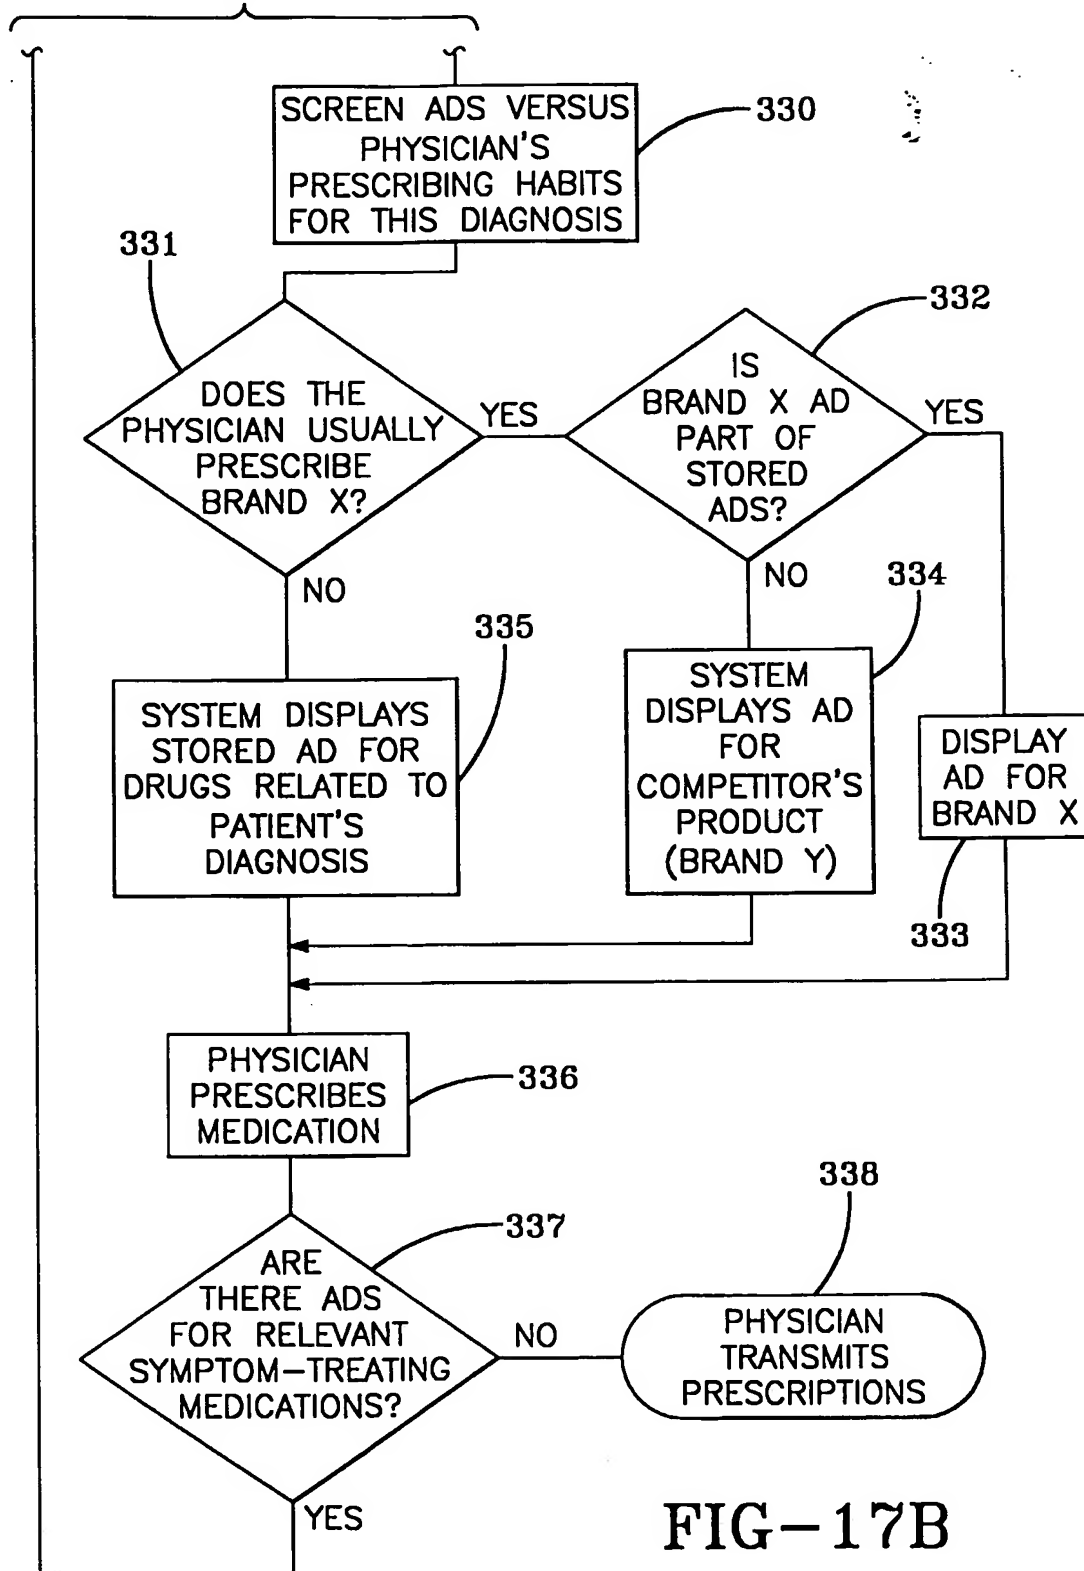 SCREEN ADS VERSUS
PHYSICIAN'S
PRESCRIBING HABITS
FOR THIS DIAGNOSIS
330
331
DOES THE
PHYSICIAN USUALLY
PRESCRIBE
BRAND X?
YES
NO
332
IS
BRAND X AD
PART OF
STORED
ADS?
YES
NO
334
335
SYSTEM DISPLAYS
STORED AD FOR
DRUGS RELATED TO
PATIENT'S
DIAGNOSIS
SYSTEM
DISPLAYS AD
FOR
COMPETITOR'S
PRODUCT
(BRAND Y)
DISPLAY
AD FOR
BRAND X
333
PHYSICIAN
PRESCRIBES
MEDICATION
336
337
ARE
THERE ADS
FOR RELEVANT
SYMPTOM-TREATING
MEDICATIONS?
NO
YES
338
PHYSICIAN
TRANSMITS
PRESCRIPTIONS
FIG-17B